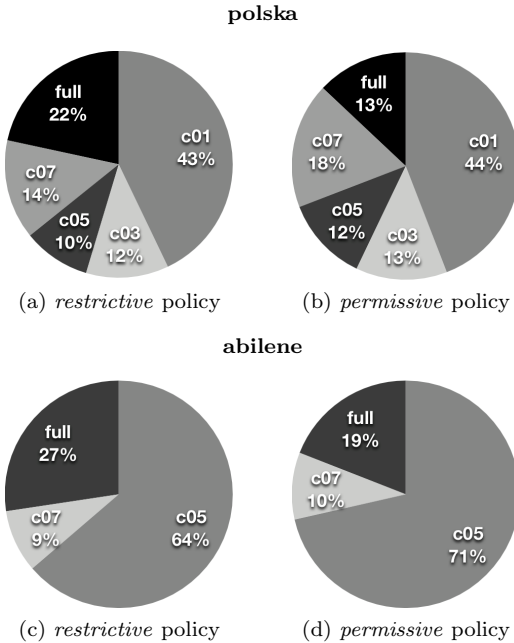 polska
full
22%
c01
43%
c07
14%
c05
10%
c03
12%
full
13%
c01
44%
c07
18%
c05
12%
c03
13%
(a) restrictive policy
(b) permissive policy
abilene
full
27%
c07
9%
c05
64%
full
19%
c07
10%
c05
71%
(c) restrictive policy
(d) permissive policy